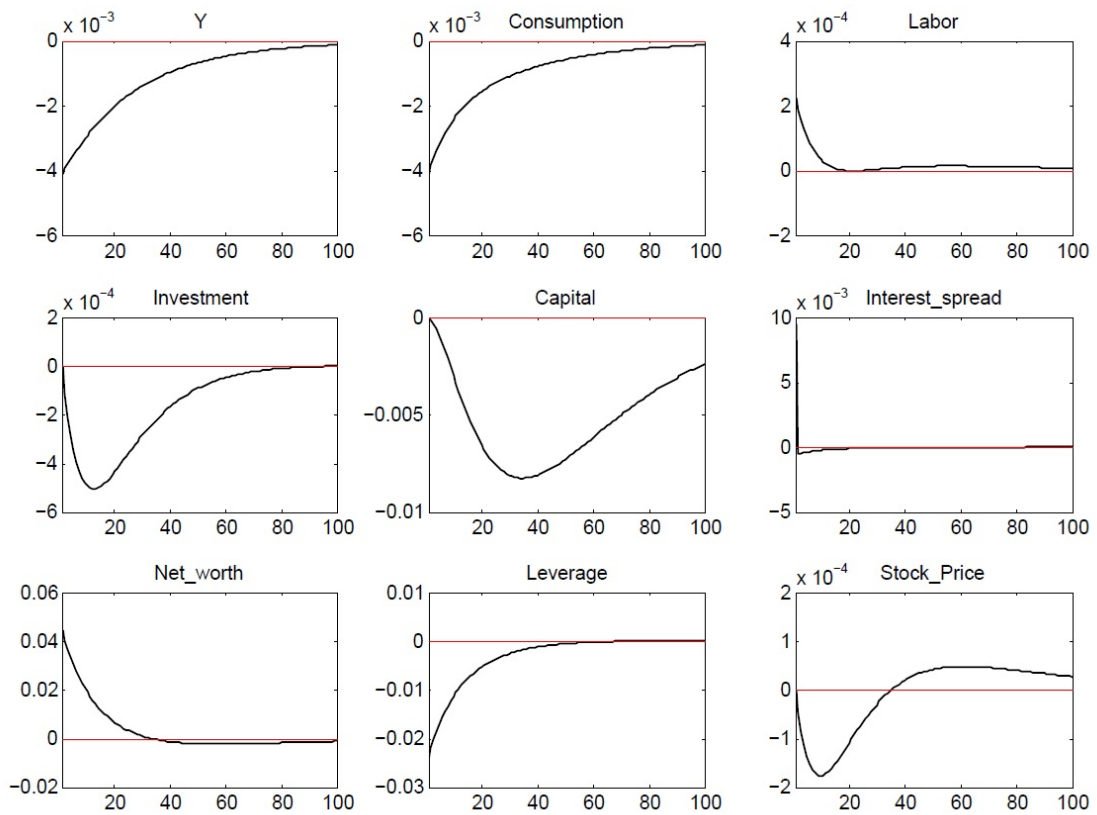 x 10−3 Y
0
−2
−4
−6
20 40 60 80 100
x 10−3 Consumption
0
−2
−4
−6
20 40 60 80 100
x 10−4 Labor
4
2
0
−2
20 40 60 80 100
x 10−4 Investment
2
0
−2
−4
−6
20 40 60 80 100
Capital
0
−0.005
−0.01
20 40 60 80 100
x 10−3 Interest_spread
10
5
0
−5
20 40 60 80 100
Net_worth
0.06
0.04
0.02
0
−0.02
20 40 60 80 100
Leverage
0.01
0
−0.01
−0.02
−0.03
20 40 60 80 100
x 10−4 Stock_Price
2
1
0
−1
−2
20 40 60 80 100